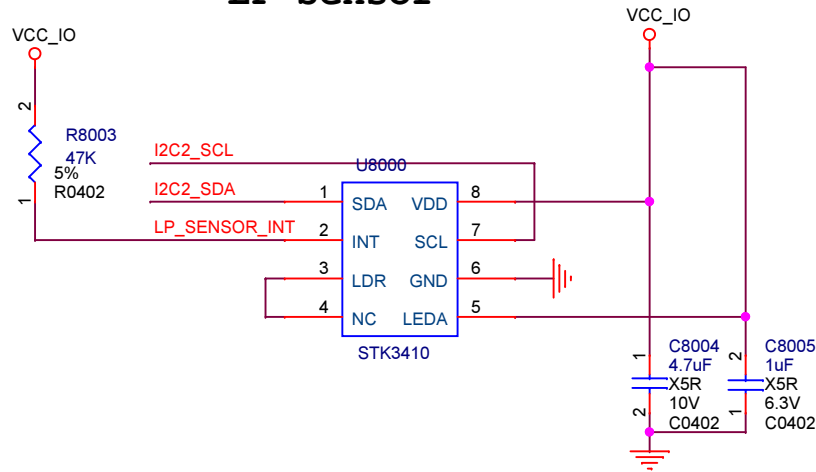 LP Sensor
VCC_IO
VCC_IO
2
R8003
47K
5%
R0402
1
I2C2_SCL
I2C2_SDA
LP_SENSOR_INT
U8000
1 SDA VDD 8
2 INT SCL 7
3 LDR GND 6
4 NC LEDA 5
STK3410
1
C8004
4.7uF
X5R
10V
C0402
2
2
C8005
1uF
X5R
6.3V
C0402
1